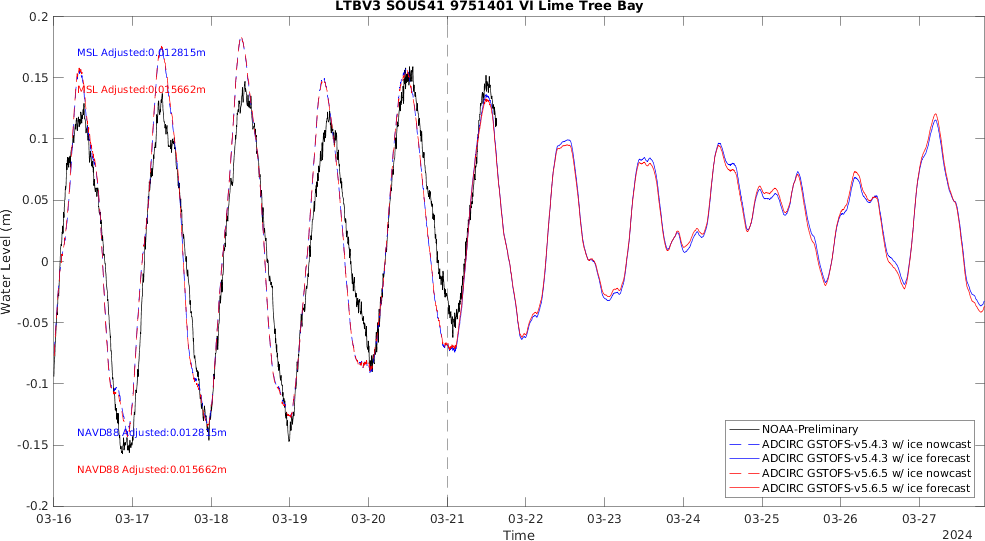 LTBV3 SOUS41 9751401 VI Lime Tree Bay
0.2
0.15
0.1
0.05
0
-0.05
-0.1
-0.15
-0.2
Water Level (m)
MSL Adjusted:0.012815m
MSL Adjusted:0.015662m
NAVD88 Adjusted:0.012815m
NAVD88 Adjusted:0.015662m
NOAA-Preliminary
ADCIRC GSTOFS-v5.4.3 w/ ice nowcast
ADCIRC GSTOFS-v5.4.3 w/ ice forecast
ADCIRC GSTOFS-v5.6.5 w/ ice nowcast
ADCIRC GSTOFS-v5.6.5 w/ ice forecast
03-16 03-17 03-18 03-19 03-20 03-21 03-22 03-23 03-24 03-25 03-26 03-27
Time
2024